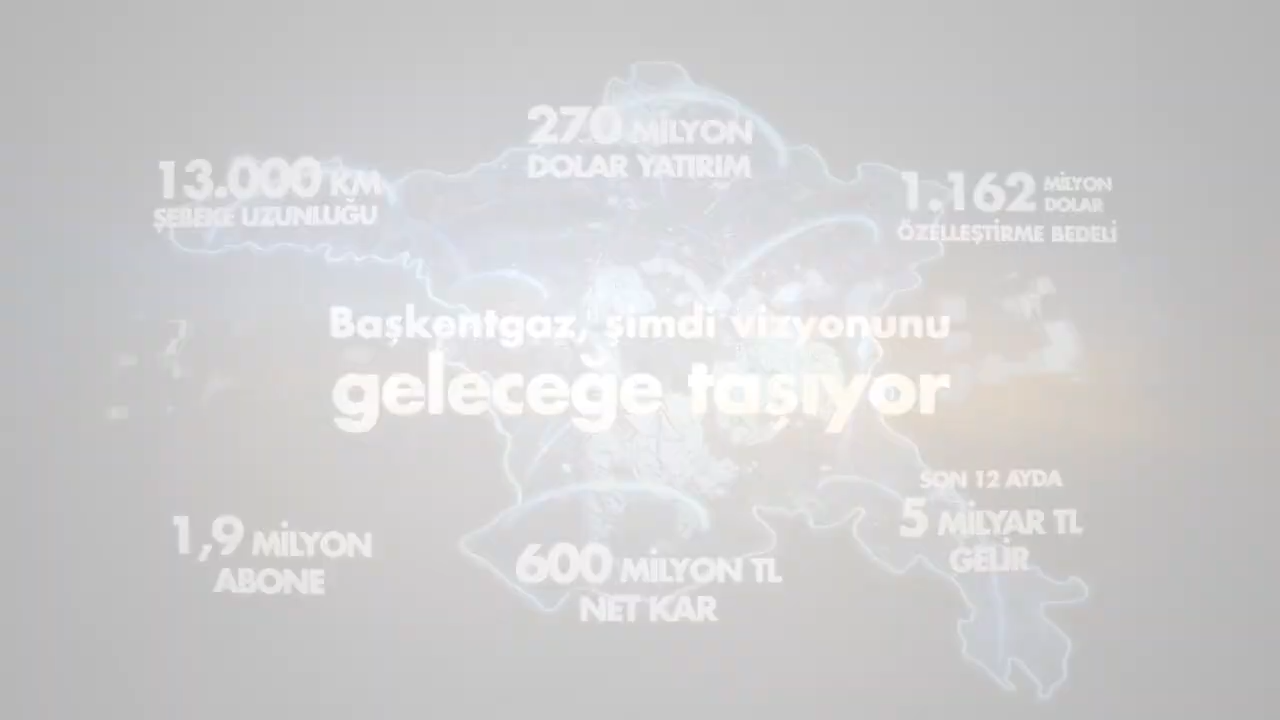 270 MİLYON
DOLAR YATIRIM
13.000 KM
ŞEBEKE UZUNLUĞU
1.162 MİLYON
DOLAR
ÖZELLEŞTİRME BEDELİ
Başkentgaz, şimdi vizyonunu
geleceğe taşıyor
SON 12 AYDA
5 MİLYAR TL
GELİR
1,9 MİLYON
ABONE
600 MİLYON TL
NET KAR